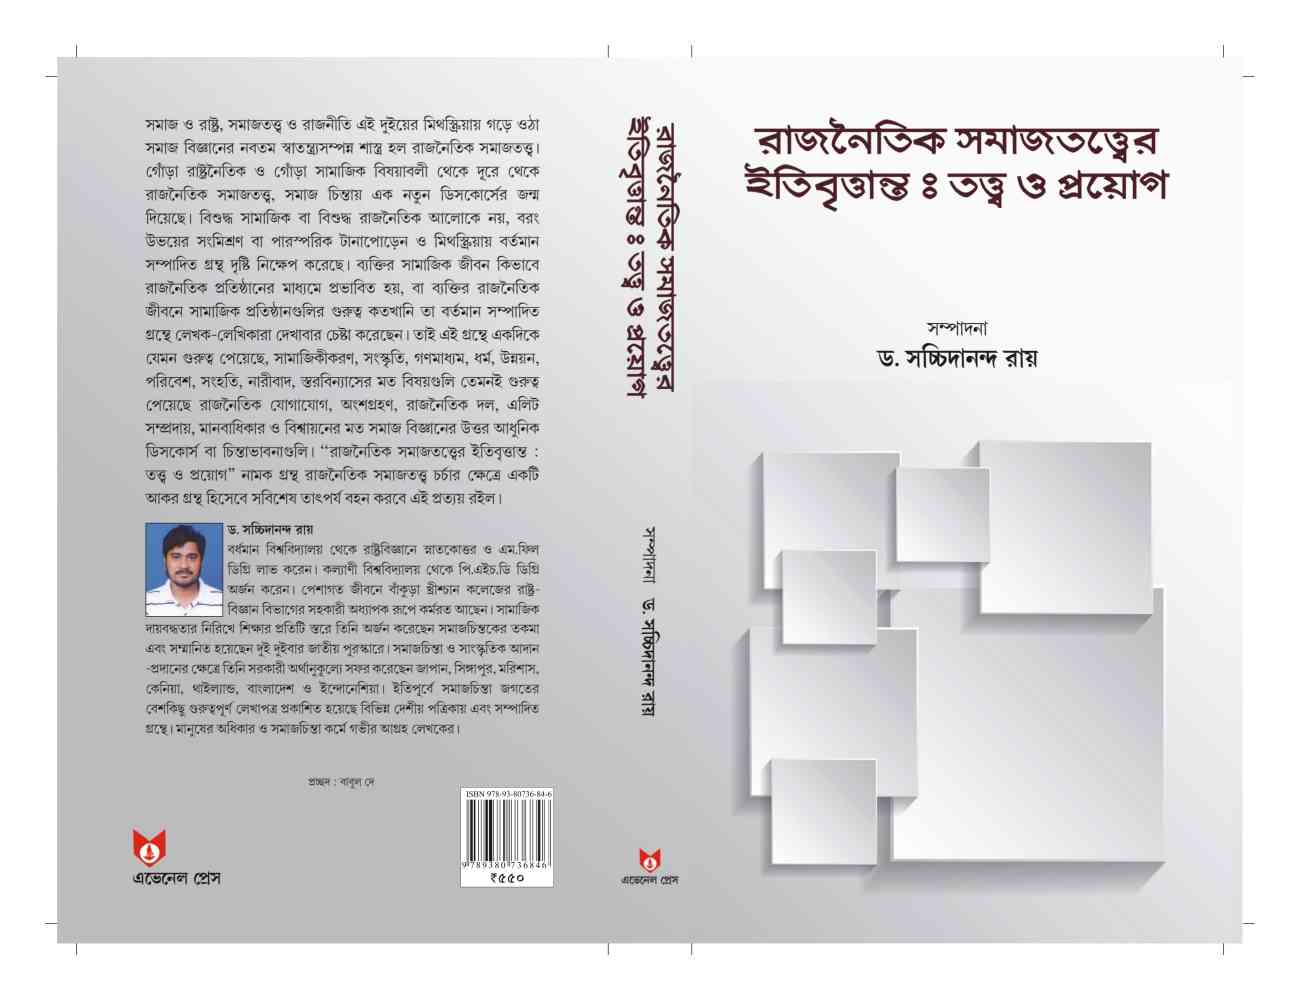 সমাজ ও রাষ্ট্র, সমাজতত্ত্ব ও রাজনীতি এই দুইয়ের মিথস্ক্রিয়ায় গড়ে ওঠা
সমাজ বিজ্ঞানের নবতম স্বাতন্ত্র্যসম্পন্ন শাস্ত্র হল রাজনৈতিক সমাজতত্ত্ব।
গোঁড়া রাষ্ট্রনৈতিক ও গোঁড়া সামাজিক বিষয়াবলী থেকে দূরে থেকে
রাজনৈতিক সমাজতত্ত্ব, সমাজ চিন্তায় এক নতুন ডিসকোর্সের জন্ম
দিয়েছে। বিশুদ্ধ সামাজিক বা বিশুদ্ধ রাজনৈতিক আলোকে নয়, বরং
উভয়ের সংমিশ্রণ বা পারস্পরিক টানাপোড়েন ও মিথস্ক্রিয়ায় বর্তমান
সম্পাদিত গ্রন্থ দৃষ্টি নিক্ষেপ করেছে। ব্যক্তির সামাজিক জীবন কিভাবে
রাজনৈতিক প্রতিষ্ঠানের মাধ্যমে প্রভাবিত হয়, বা ব্যক্তির রাজনৈতিক
জীবনে সামাজিক প্রতিষ্ঠানগুলির গুরুত্ব কতখানি তা বর্তমান সম্পাদিত
গ্রন্থে লেখক-লেখিকারা দেখাবার চেষ্টা করেছেন। তাই এই গ্রন্থে একদিকে
যেমন গুরুত্ব পেয়েছে, সামাজিকীকরণ, সংস্কৃতি, গণমাধ্যম, ধর্ম, উন্নয়ন,
পরিবেশ, সংহতি, নারীবাদ, স্তরবিন্যাসের মত বিষয়গুলি তেমনই গুরুত্ব
পেয়েছে রাজনৈতিক যোগাযোগ, অংশগ্রহণ, রাজনৈতিক দল, এলিট
সম্প্রদায়, মানবাধিকার ও বিশ্বায়নের মত সমাজ বিজ্ঞানের উত্তর আধুনিক
ডিসকোর্স বা চিন্তাভাবনাগুলি। “রাজনৈতিক সমাজতত্ত্বের ইতিবৃত্তান্ত :
তত্ত্ব ও প্রয়োগ” নামক গ্রন্থ রাজনৈতিক সমাজতত্ত্ব চর্চার ক্ষেত্রে একটি
আকর গ্রন্থ হিসেবে সবিশেষ তাৎপর্য বহন করবে এই প্রত্যয় রইল।
ড. সচ্চিদানন্দ রায়
বর্ধমান বিশ্ববিদ্যালয় থেকে রাষ্ট্রবিজ্ঞানে স্নাতকোত্তর ও এম.ফিল
ডিগ্রি লাভ করেন। কল্যাণী বিশ্ববিদ্যালয় থেকে পি.এইচ.ডি ডিগ্রি
অর্জন করেন। পেশাগত জীবনে বাঁকুড়া খ্রীশ্চান কলেজের রাষ্ট্র-
বিজ্ঞান বিভাগের সহকারী অধ্যাপক রূপে কর্মরত আছেন। সামাজিক
দায়বদ্ধতার নিরিখে শিক্ষার প্রতিটি স্তরে তিনি অর্জন করেছেন সমাজচিন্তকের তকমা
এবং সম্মানিত হয়েছেন দুই দুইবার জাতীয় পুরস্কারে। সমাজচিন্তা ও সাংস্কৃতিক আদান
-প্রদানের ক্ষেত্রে তিনি সরকারী অর্থানুকুল্যে সফর করেছেন জাপান, সিঙ্গাপুর, মরিশাস,
কেনিয়া, থাইল্যান্ড, বাংলাদেশ ও ইন্দোনেশিয়া। ইতিপূর্বে সমাজচিন্তা জগতের
বেশকিছু গুরুত্বপূর্ণ লেখাপত্র প্রকাশিত হয়েছে বিভিন্ন দেশীয় পত্রিকায় এবং সম্পাদিত
গ্রন্থে। মানুষের অধিকার ও সমাজচিন্তা কর্মে গভীর আগ্রহ লেখকের।
প্রচ্ছদ : বাবুল দে
এভেনেল প্রেস
ISBN 978-93-80736-84-6
9 789380 736846
₹৫৫০
রাজনৈতিক সমাজতত্ত্বের
ইতিবৃত্তান্ত ঃ তত্ত্ব ও প্রয়োগ
সম্পাদনা ড. সচ্চিদানন্দ রায়
এভেনেল প্রেস
রাজনৈতিক সমাজতত্ত্বের
ইতিবৃত্তান্ত ঃ তত্ত্ব ও প্রয়োগ
সম্পাদনা
ড. সচ্চিদানন্দ রায়